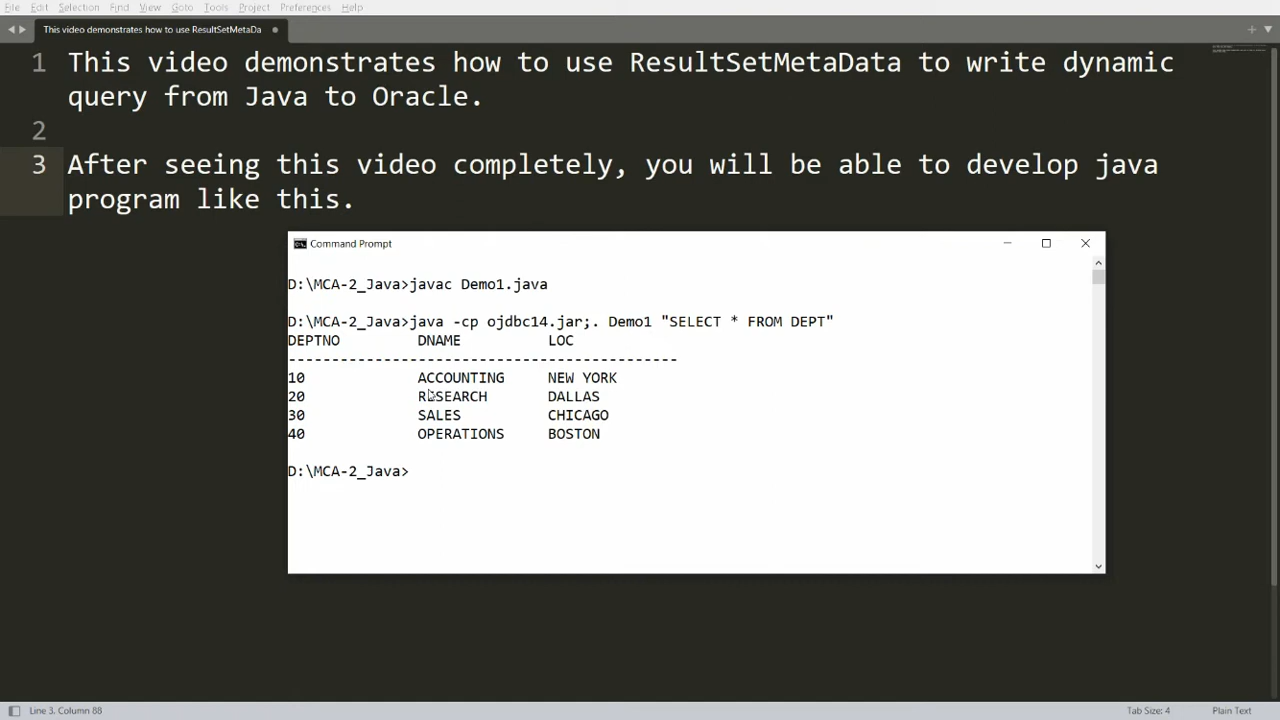 File Edit Selection Find View Goto Tools Project Preferences Help
This video demonstrates how to use ResultSetMetaDa
1 This video demonstrates how to use ResultSetMetaData to write dynamic
query from Java to Oracle.
2
3 After seeing this video completely, you will be able to develop java
program like this.
Command Prompt
D:\MCA-2_Java>javac Demo1.java
D:\MCA-2_Java>java -cp ojdbc14.jar;. Demo1 "SELECT * FROM DEPT"
DEPTNO DNAME LOC
---------------------------------------------
10 ACCOUNTING NEW YORK
20 RESEARCH DALLAS
30 SALES CHICAGO
40 OPERATIONS BOSTON
D:\MCA-2_Java>
Line 3, Column 88 Tab Size: 4 Plain Text